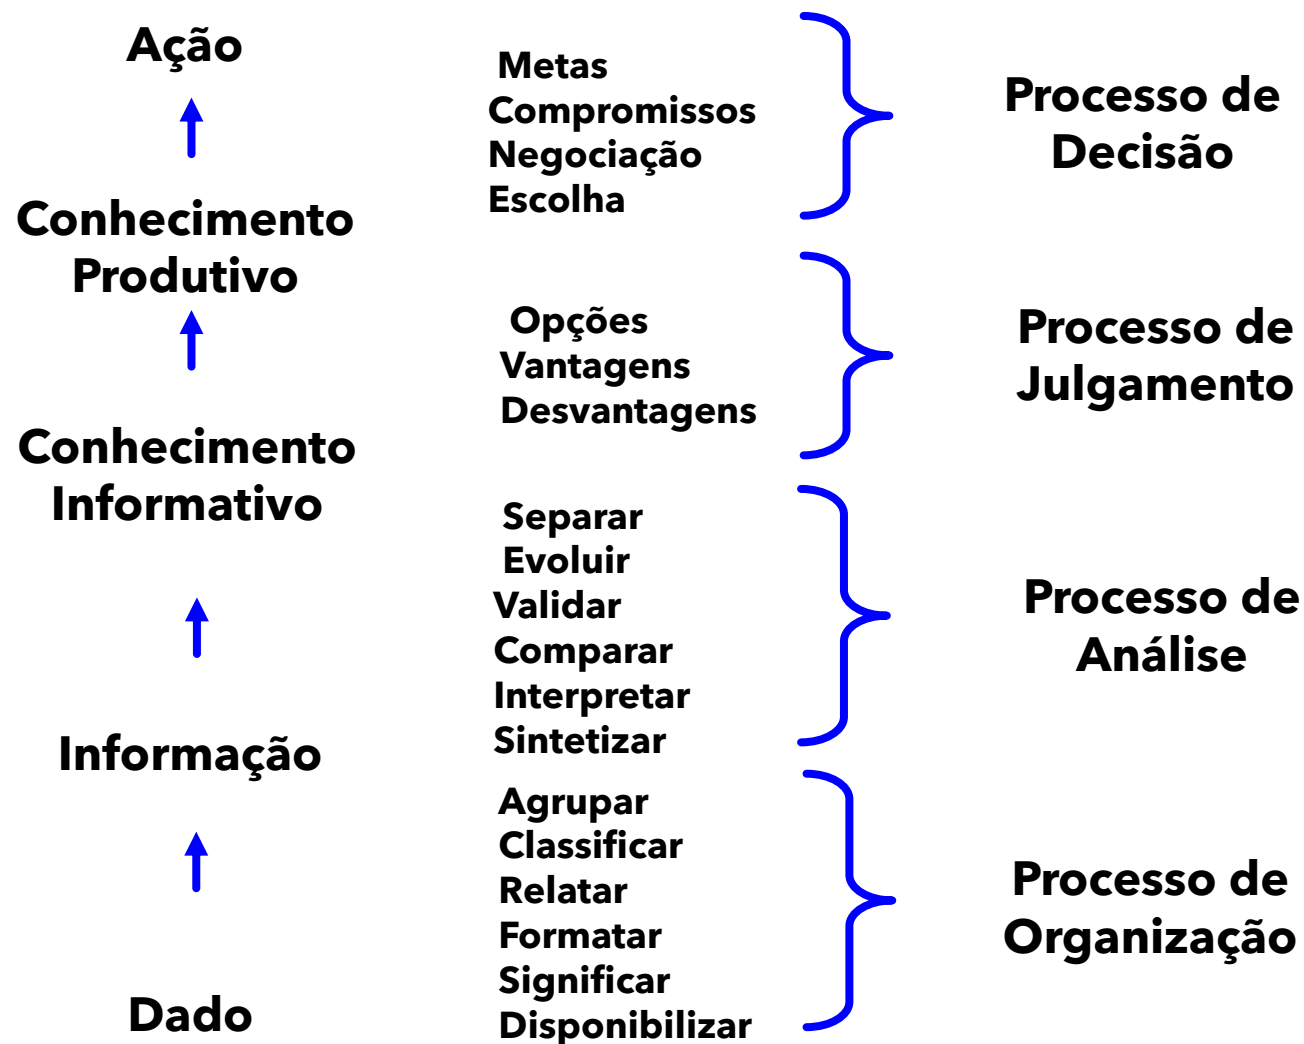 Ação
Conhecimento
Produtivo
Conhecimento
Informativo
Informação
Dado
Metas
Compromissos
Negociação
Escolha
Opções
Vantagens
Desvantagens
Separar
Evoluir
Validar
Comparar
Interpretar
Sintetizar
Agrupar
Classificar
Relatar
Formatar
Significar
Disponibilizar
Processo de
Decisão
Processo de
Julgamento
Processo de
Análise
Processo de
Organização